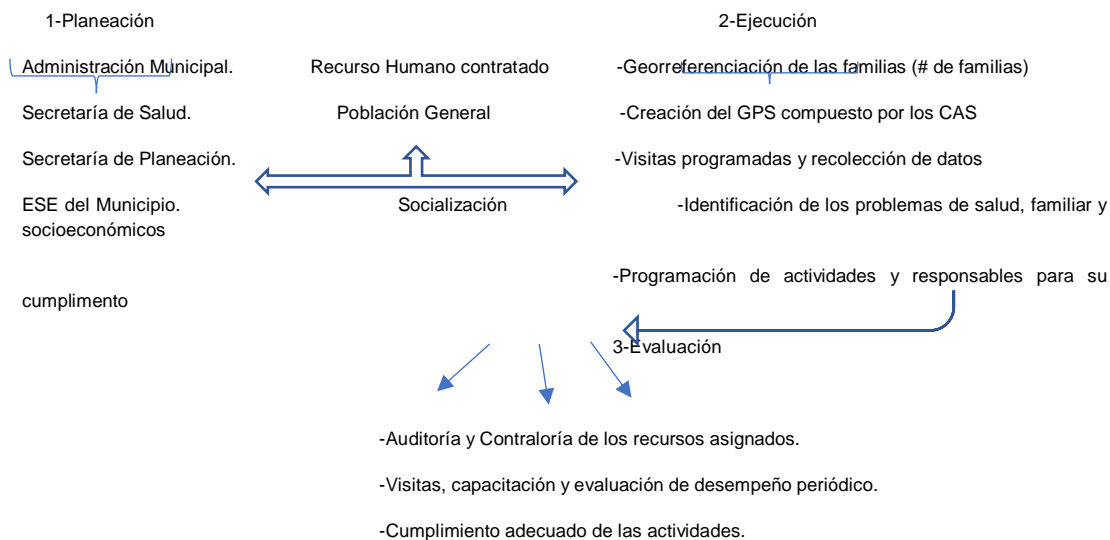 1-Planeación 2-Ejecución
Administración Municipal. Recurso Humano contratado -Georreferenciación de las familias (# de familias)
Secretaría de Salud. Población General -Creación del GPS compuesto por los CAS
Secretaría de Planeación. -Visitas programadas y recolección de datos
ESE del Municipio. Socialización -Identificación de los problemas de salud, familiar y
socioeconómicos
-Programación de actividades y responsables para su
cumplimento
3-Evaluación
-Auditoría y Contraloría de los recursos asignados.
-Visitas, capacitación y evaluación de desempeño periódico.
-Cumplimiento adecuado de las actividades.